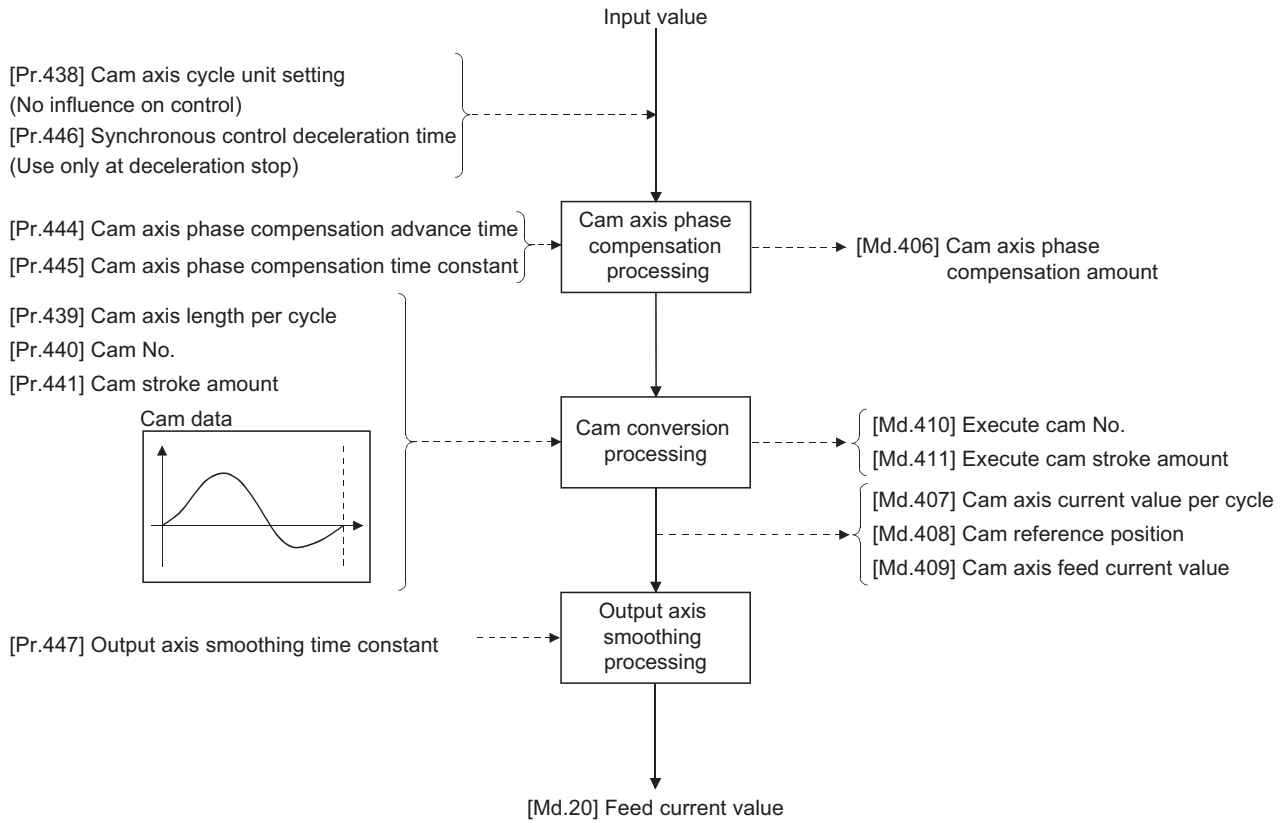 Input value
[Pr.438] Cam axis cycle unit setting
(No influence on control)
[Pr.446] Synchronous control deceleration time
(Use only at deceleration stop)
[Pr.444] Cam axis phase compensation advance time
[Pr.445] Cam axis phase compensation time constant
Cam axis phase
compensation
processing
[Md.406] Cam axis phase
compensation amount
[Pr.439] Cam axis length per cycle
[Pr.440] Cam No.
[Pr.441] Cam stroke amount
Cam data
Cam conversion
processing
[Md.410] Execute cam No.
[Md.411] Execute cam stroke amount
[Md.407] Cam axis current value per cycle
[Md.408] Cam reference position
[Md.409] Cam axis feed current value
[Pr.447] Output axis smoothing time constant
Output axis
smoothing
processing
[Md.20] Feed current value